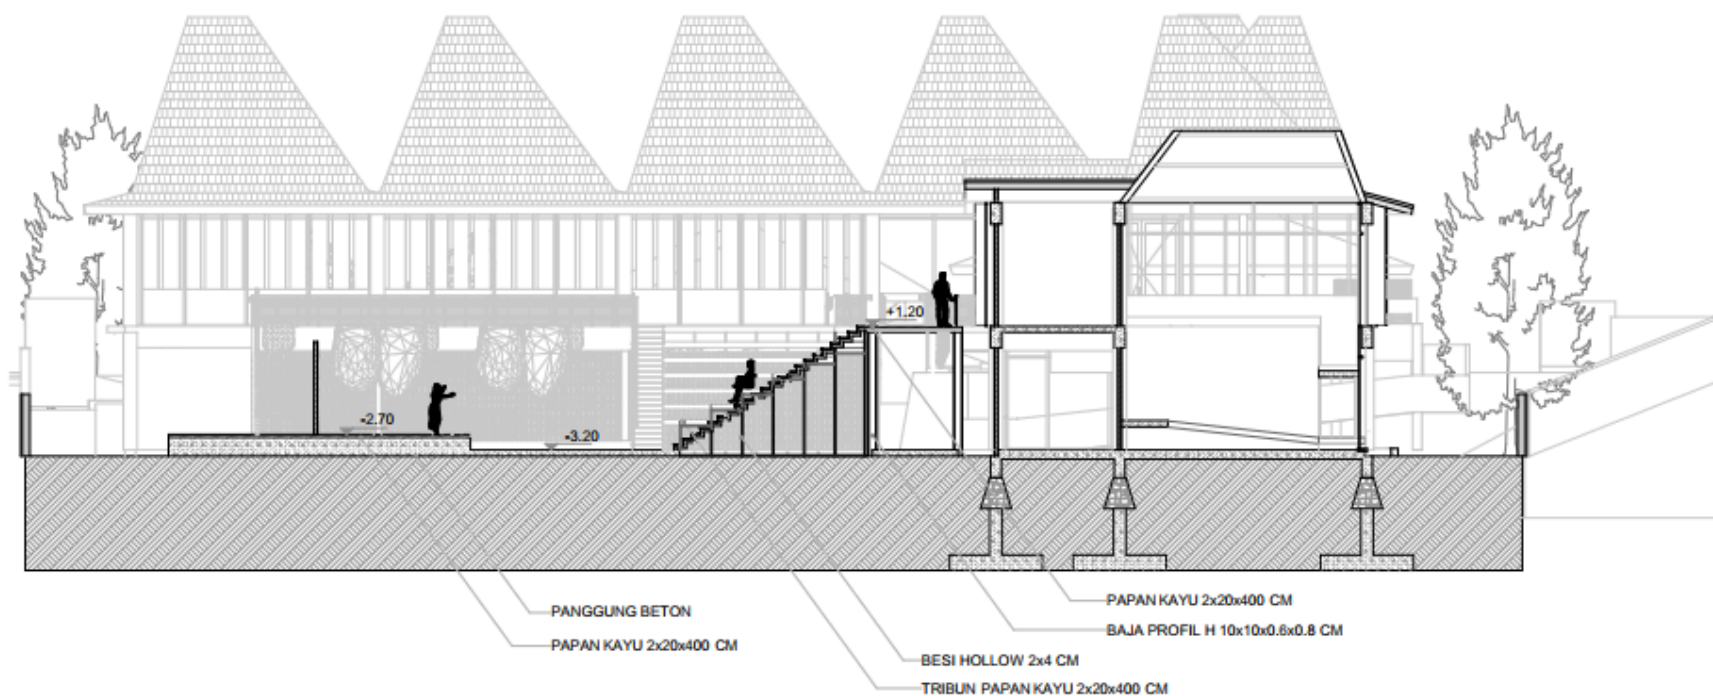 +1.20
-2.70
-3.20
PANGGUNG BETON
PAPAN KAYU 2x20x400 CM
PAPAN KAYU 2x20x400 CM
BAJA PROFIL H 10x10x0.6x0.8 CM
BESI HOLLOW 2x4 CM
TRIBUN PAPAN KAYU 2x20x400 CM